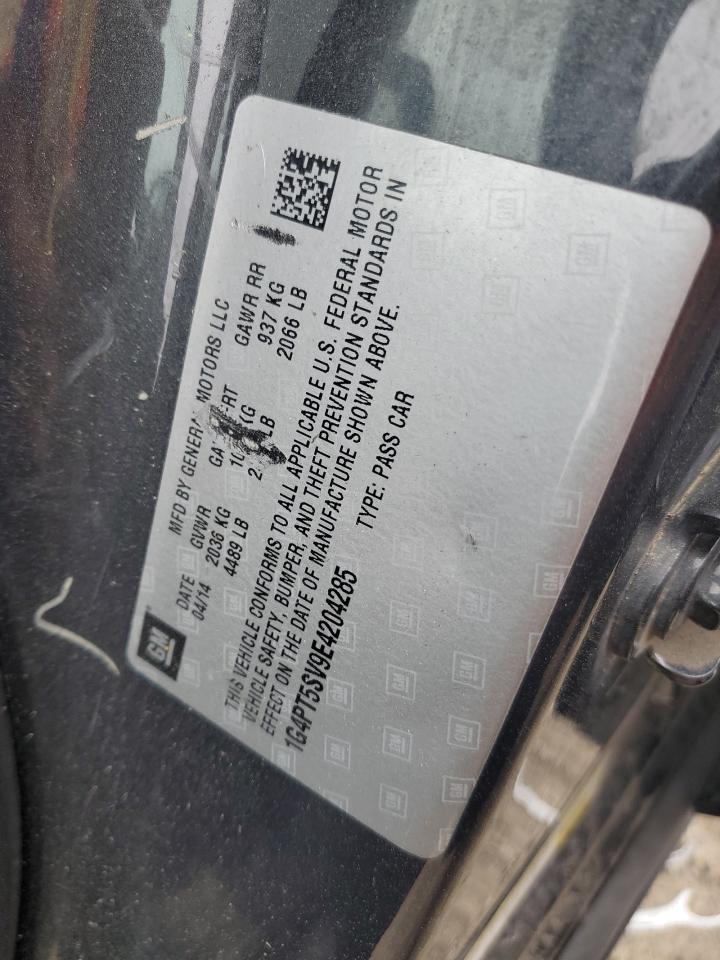 GM
MFD BY GENERAL MOTORS LLC
DATE GVWR GAWR RR
04/14 2036 KG KG 937 KG
4489 LB LB 2066 LB
THIS VEHICLE CONFORMS TO ALL APPLICABLE U.S. FEDERAL MOTOR
VEHICLE SAFETY, BUMPER, AND THEFT PREVENTION STANDARDS IN
EFFECT ON THE DATE OF MANUFACTURE SHOWN ABOVE.
1G4PT5SV9E4204285 TYPE: PASS CAR